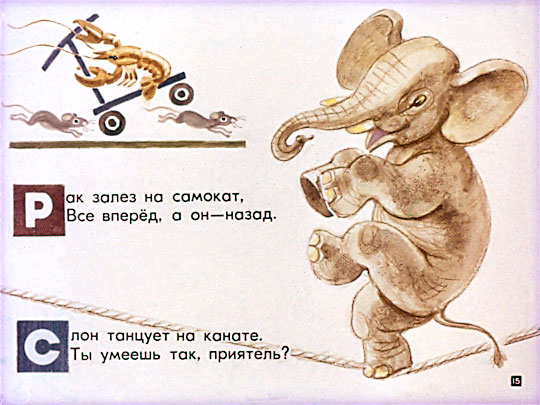 Рак залез на самокат,
Все вперёд, а он—назад.
Слон танцует на канате.
Ты умеешь так, приятель?
15